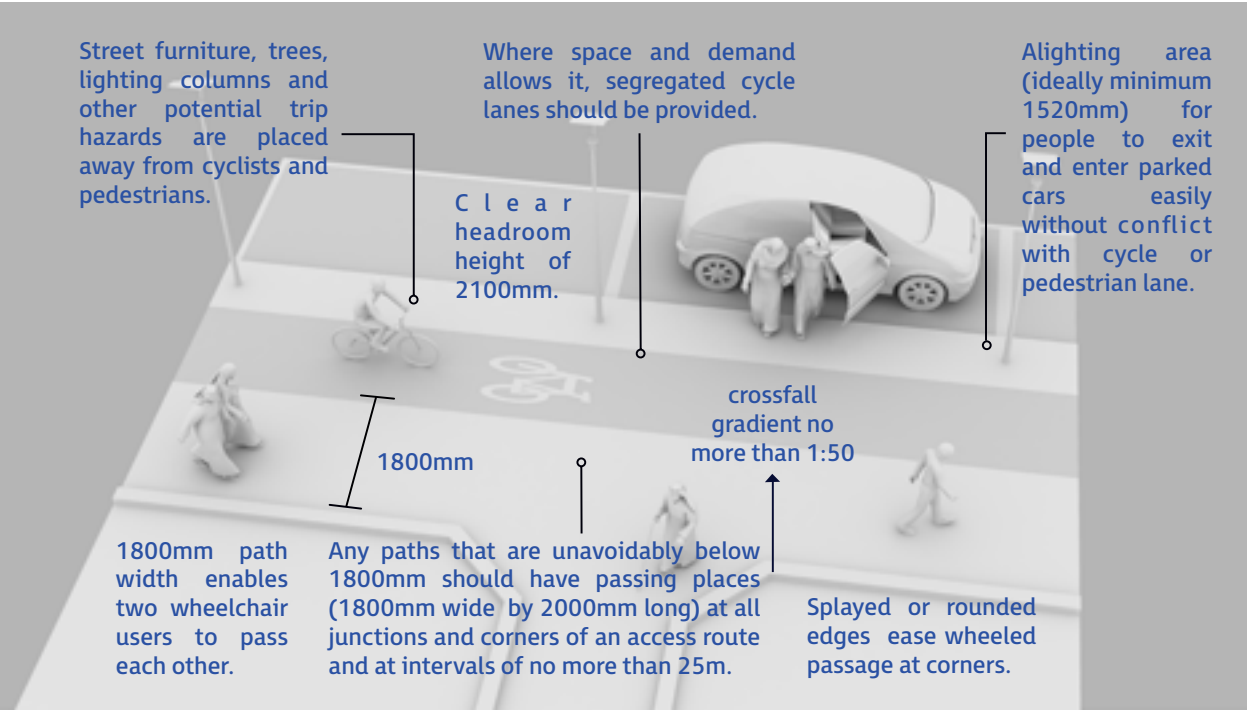 Street furniture, trees,
lighting columns and
other potential trip
hazards are placed
away from cyclists and
pedestrians.
Where space and demand
allows it, segregated cycle
lanes should be provided.
Alighting area
(ideally minimum
1520mm) for
people to exit
and enter parked
cars easily
without conflict
with cycle or
pedestrian lane.
Clear
headroom
height of
2100mm.
crossfall
gradient no
more than 1:50
1800mm
1800mm path
width enables
two wheelchair
users to pass
each other.
Any paths that are unavoidably below
1800mm should have passing places
(1800mm wide by 2000mm long) at all
junctions and corners of an access route
and at intervals of no more than 25m.
Splayed or rounded
edges ease wheeled
passage at corners.